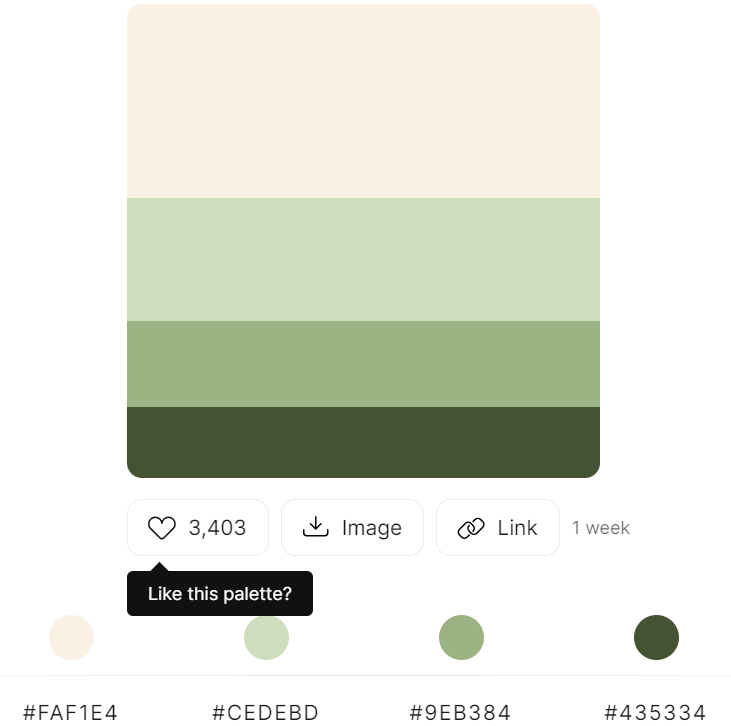 3,403 Image Link 1 week
Like this palette?
#FAF1E4 #CEDEBD #9EB384 #435334